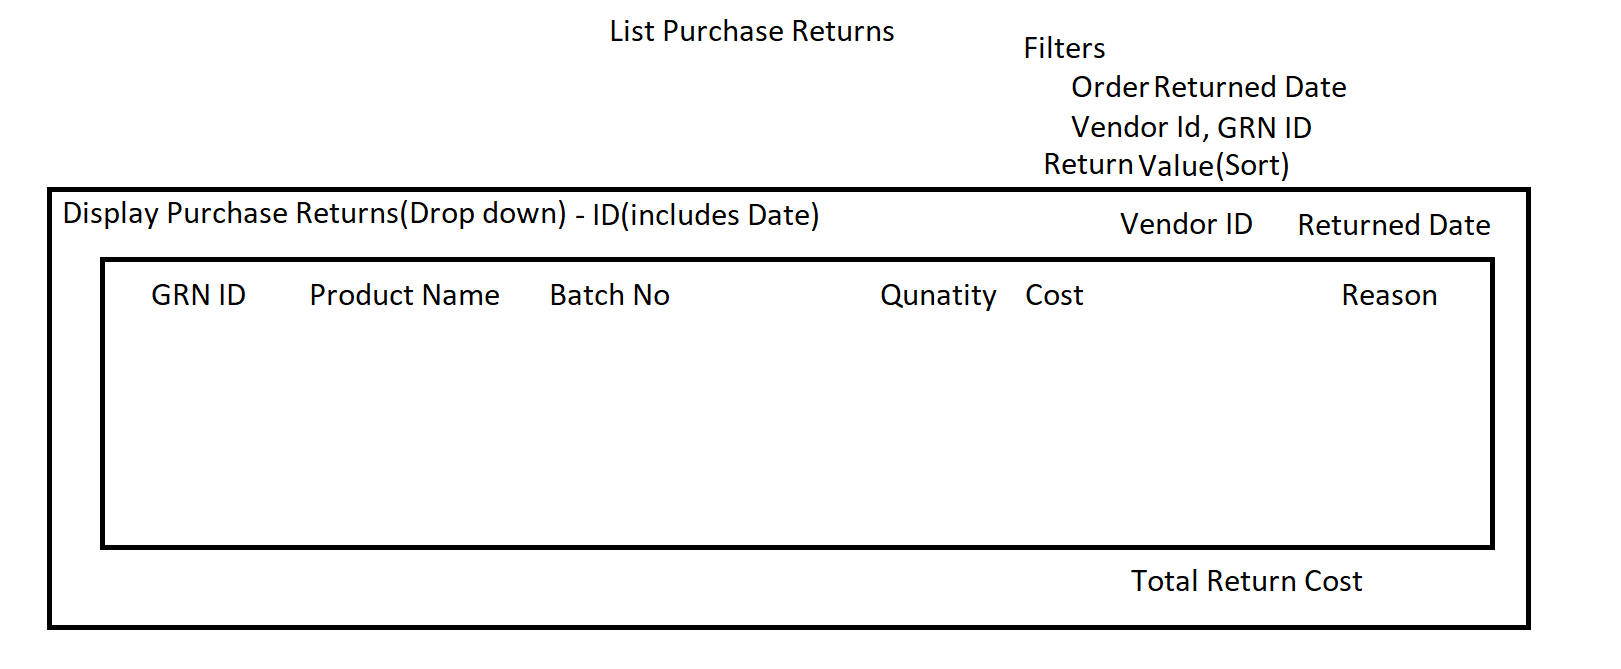 List Purchase Returns
Filters
Order Returned Date
Vendor Id, GRN ID
Return Value(Sort)
Display Purchase Returns(Drop down) - ID(includes Date) Vendor ID Returned Date
GRN ID Product Name Batch No Qunatity Cost Reason
Total Return Cost